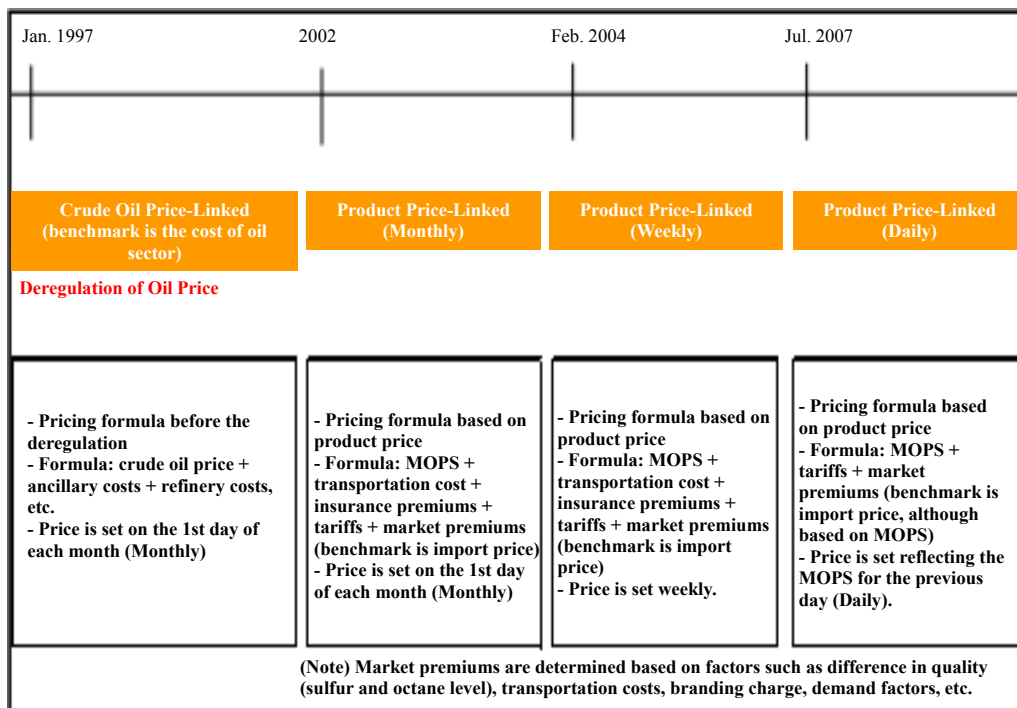 Jan. 1997
2002
Feb. 2004
Jul. 2007
Crude Oil Price-Linked
(benchmark is the cost of oil
sector)
Product Price-Linked
(Monthly)
Product Price-Linked
(Weekly)
Product Price-Linked
(Daily)
Deregulation of Oil Price
- Pricing formula before the
deregulation
- Formula: crude oil price +
ancillary costs + refinery costs,
etc.
- Price is set on the 1st day of
each month (Monthly)
- Pricing formula based on
product price
- Formula: MOPS +
transportation cost +
insurance premiums +
tariffs + market premiums
(benchmark is import price)
- Price is set on the 1st day
of each month (Monthly)
- Pricing formula based on
product price
- Formula: MOPS +
transportation cost +
insurance premiums +
tariffs + market premiums
(benchmark is import
price)
- Price is set weekly.
- Pricing formula based
on product price
- Formula: MOPS +
tariffs + market
premiums (benchmark is
import price, although
based on MOPS)
- Price is set reflecting the
MOPS for the previous
day (Daily).
(Note) Market premiums are determined based on factors such as difference in quality
(sulfur and octane level), transportation costs, branding charge, demand factors, etc.